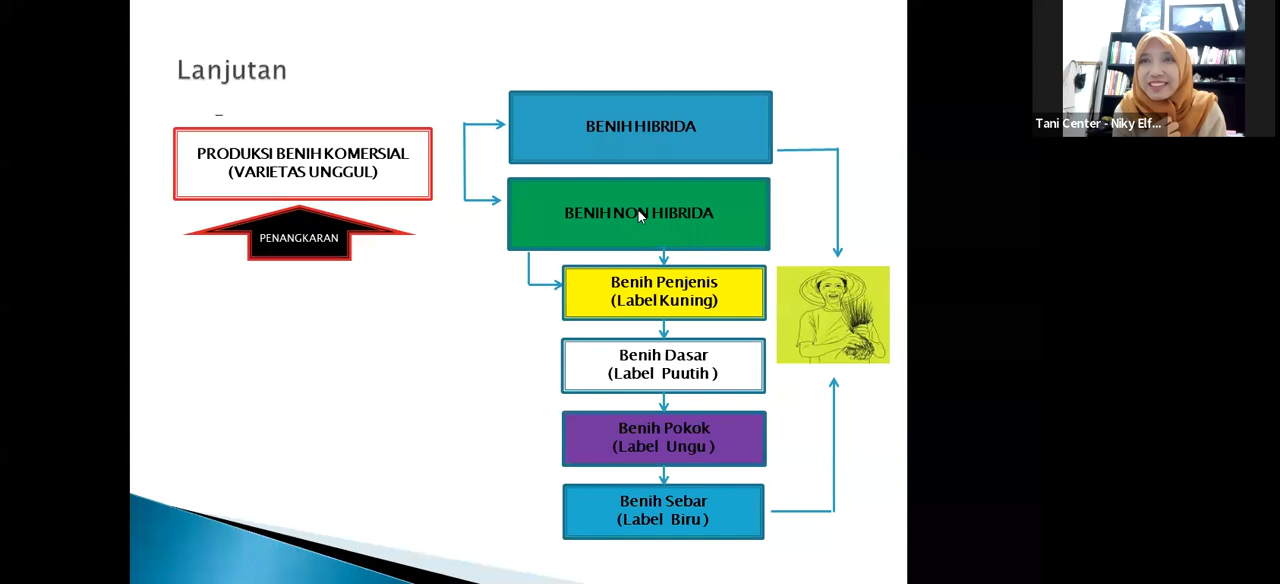 Lanjutan
PRODUKSI BENIH KOMERSIAL
(VARIETAS UNGGUL)
PENANGKARAN
BENIH HIBRIDA
BENIH NON HIBRIDA
Benih Penjenis
(Label Kuning)
Benih Dasar
(Label Puutih )
Benih Pokok
(Label Ungu )
Benih Sebar
(Label Biru )
Tani Center - Niky Elf...